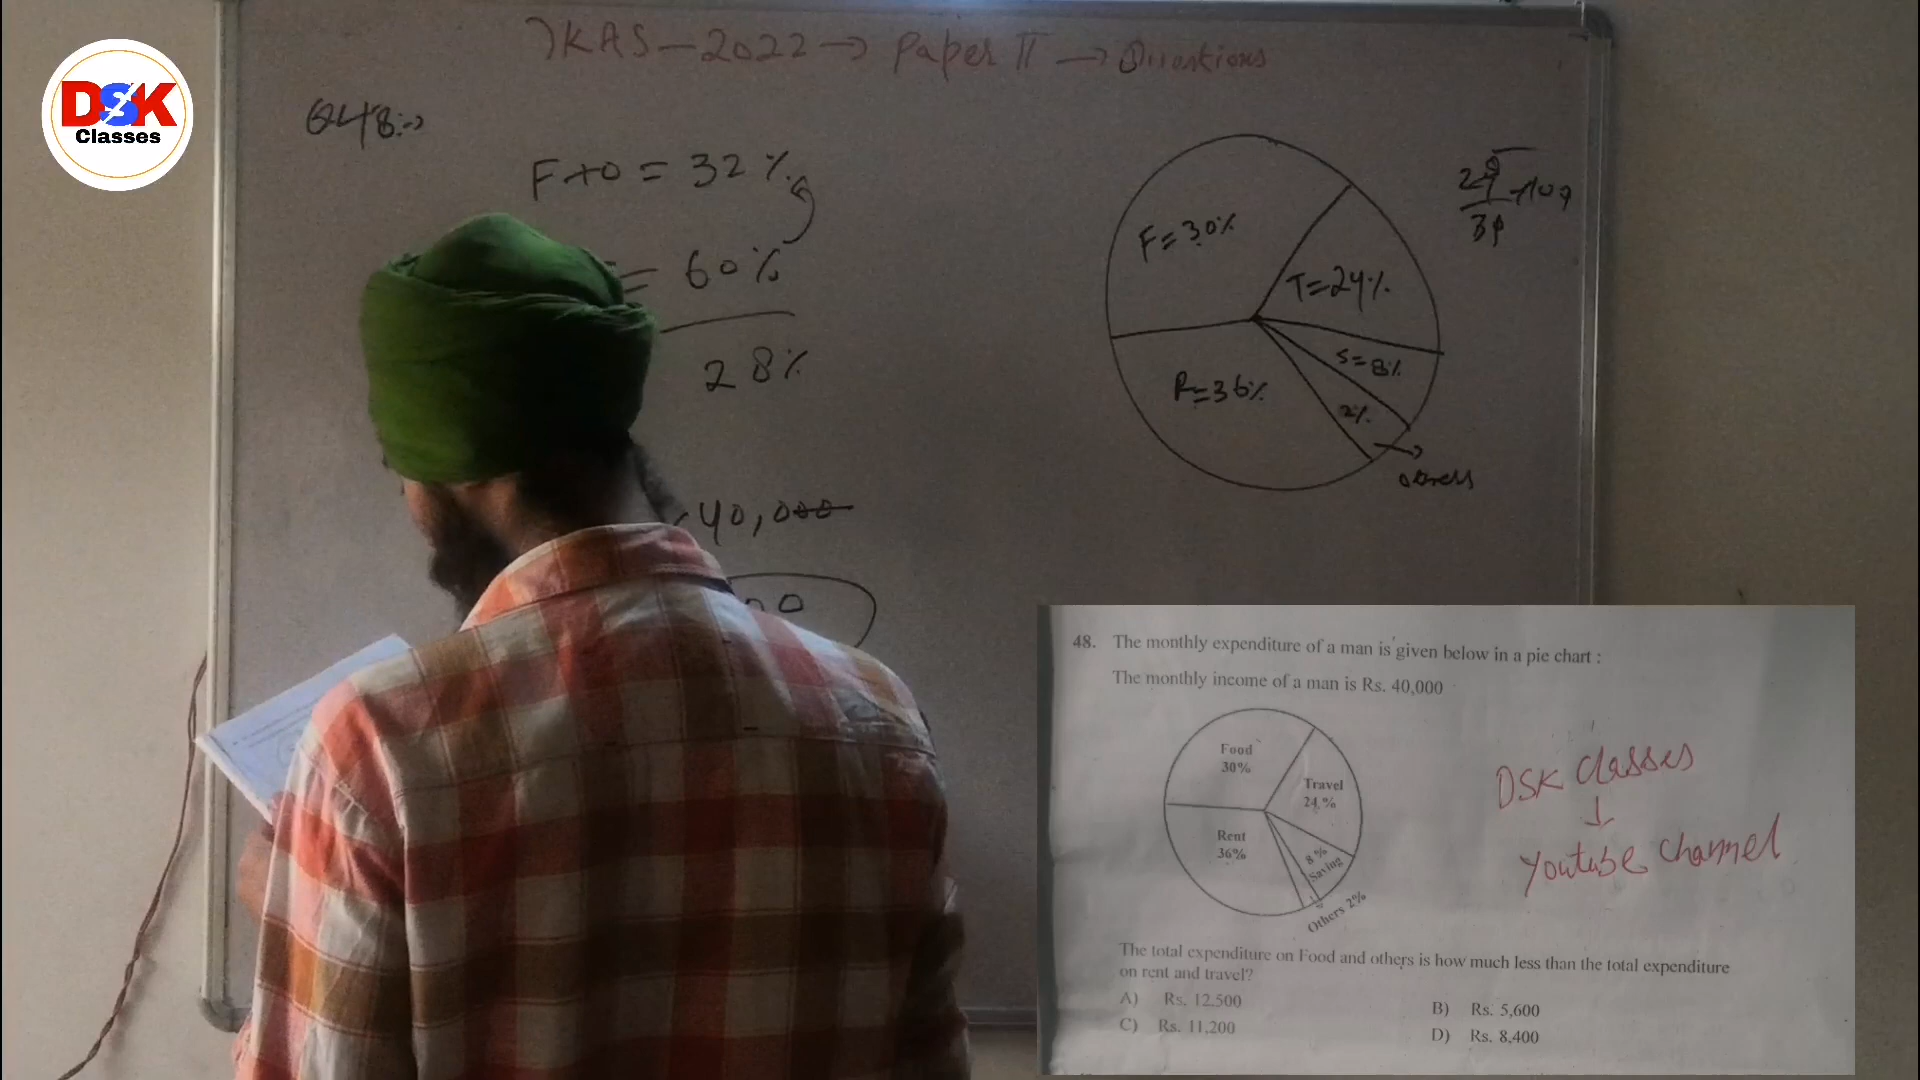 DSK
Classes
JKAS-2022→ Paper II → Questions
Q48:→
F+O = 32%
= 60%
28%
40,000
00
F=30%
T=24%
S=8%
2%
R=36%
others
48. The monthly expenditure of a man is given below in a pie chart :
The monthly income of a man is Rs. 40,000
Food
30%
Travel
24%
Rent
36%
8%
Saving
Others 2%
DSK Classes
↓
Youtube Channel
The total expenditure on Food and others is how much less than the total expenditure
on rent and travel?
A) Rs. 12,500
B) Rs. 5,600
C) Rs. 11,200
D) Rs. 8,400